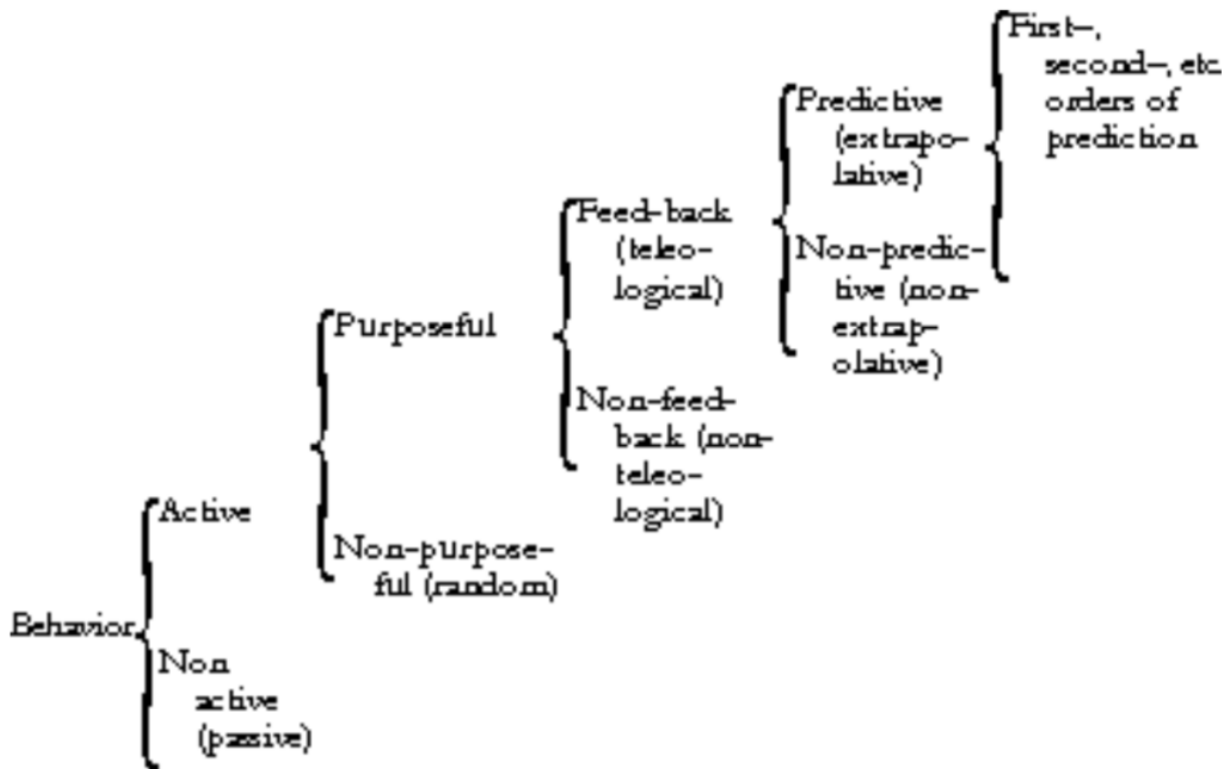 First–,
second–, etc.
orders of
prediction
Predictive
(extrapo–
lative)
Non-predic–
tive (non–
extrap–
olative)
Feed-back
(teleo–
logical)
Non-feed–
back (non–
teleo–
logical)
Purposeful
Non-purpose–
ful (random)
Active
Behavior
Non
active
(passive)